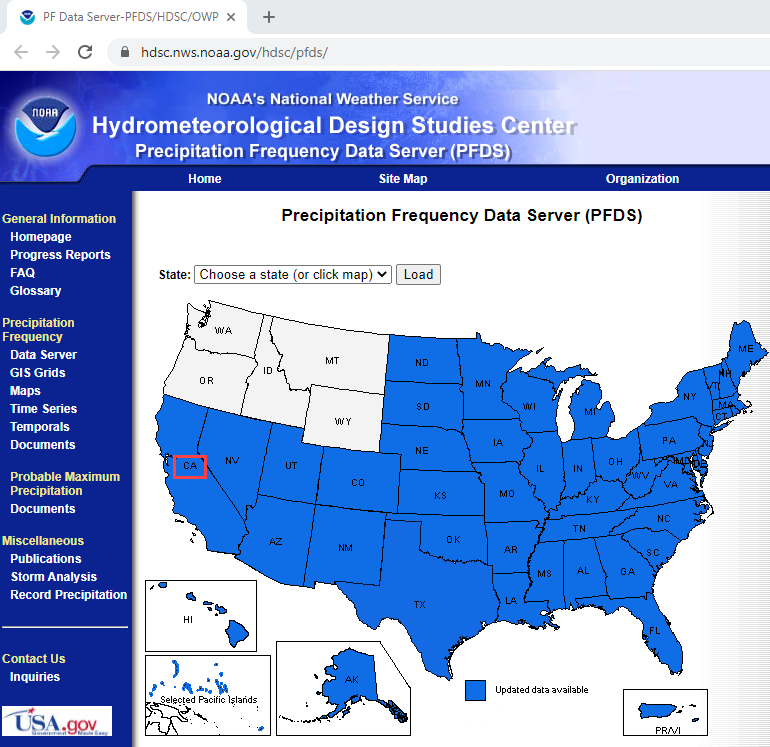 PF Data Server-PFDS/HDSC/OWP
hdsc.nws.noaa.gov/hdsc/pfds/
NOAA
NOAA's National Weather Service
Hydrometeorological Design Studies Center
Precipitation Frequency Data Server (PFDS)
Home Site Map Organization
General Information
Homepage
Progress Reports
FAQ
Glossary
Precipitation
Frequency
Data Server
GIS Grids
Maps
Time Series
Temporals
Documents
Probable Maximum
Precipitation
Documents
Miscellaneous
Publications
Storm Analysis
Record Precipitation
Contact Us
Inquiries
USA.gov
Government Made Easy
Precipitation Frequency Data Server (PFDS)
State: Choose a state (or click map) Load
WA
ME
MT
ND
OR
ID
MN
VT
NH
NY
SD
WI
MI
MA
CT
WY
PA
NE
IA
CA
NV
UT
IL
IN
OH
MD
DE
CO
KS
MO
WV
VA
KY
NC
TN
AZ
NM
OK
AR
SC
MS
AL
GA
TX
LA
FL
HI
AK
Selected Pacific Islands
Updated data available
PR/VI